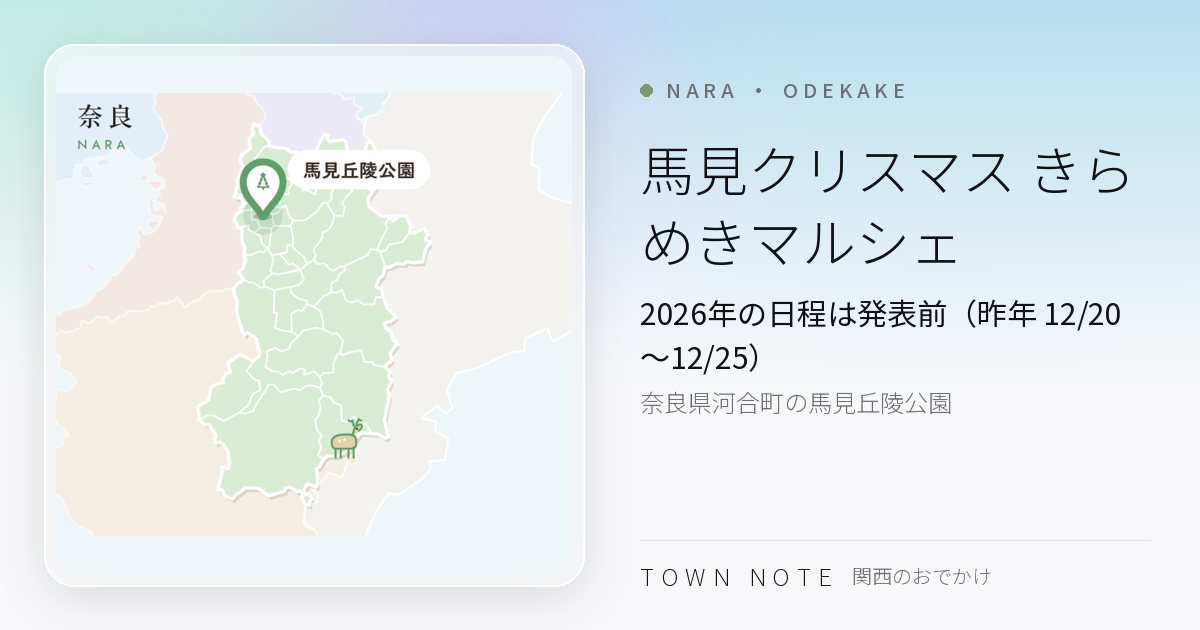 奈良
NARA
馬見丘陵公園
NARA ・ ODEKAKE
馬見クリスマス きら
めきマルシェ
2026年の日程は発表前（昨年 12/20
〜12/25）
奈良県河合町の馬見丘陵公園
TOWN NOTE 関西のおでかけ